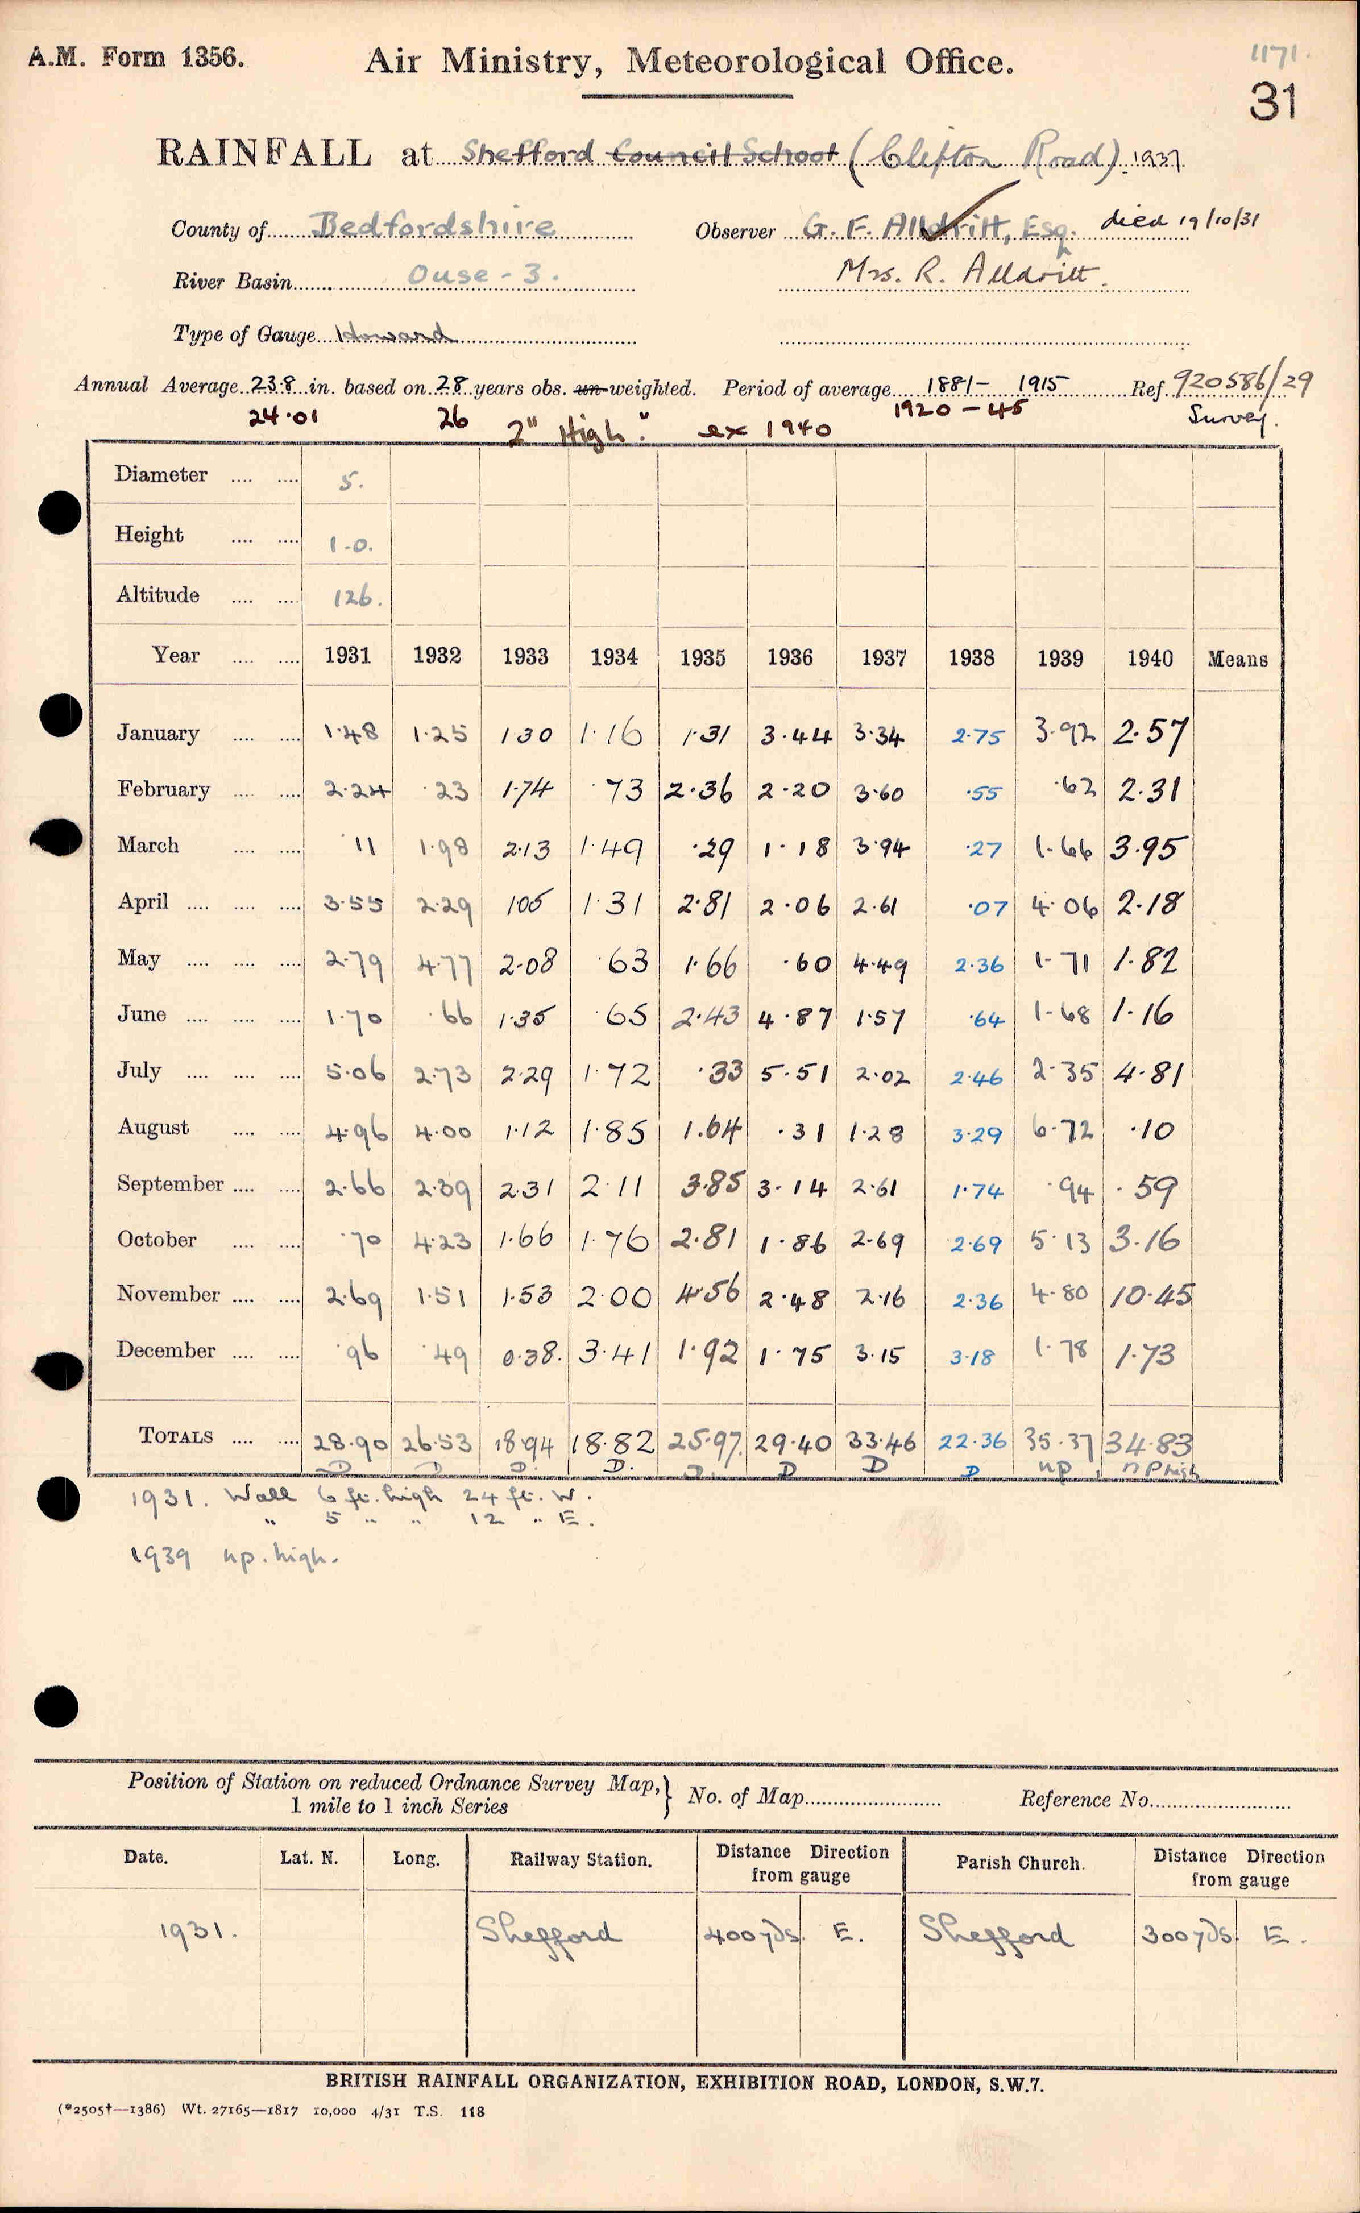 1171.
A.M. Form 1356. Air Ministry, Meteorological Office.
31
RAINFALL at Shefford Council School (Clifton Road) 1937
County of Bedfordshire Observer G. F. Alldritt, Esq. died 19/10/31
River Basin Ouse - 3. Mrs. R. Alldritt.
Type of Gauge Howard
Annual Average 23.8 in. based on 28 years obs. un-weighted. Period of average 1881 - 1915 Ref 920586/29
24.01 26 2" High." ex 1940 1920 - 45 Survey.
Diameter .... .... 5.
Height .... .... 1.0.
Altitude .... .... 126.
Year .... .... 1931 1932 1933 1934 1935 1936 1937 1938 1939 1940 Means
January .... .... 1.48 1.25 1.30 1.16 1.31 3.44 3.34 2.75 3.92 2.57
February .... .... 2.24 .23 1.74 .73 2.36 2.20 3.60 .55 .62 2.31
March .... .... .11 1.98 2.13 1.49 .29 1.18 3.94 .27 1.66 3.95
April .... .... .... 3.55 2.29 1.05 1.31 2.81 2.06 2.61 .07 4.06 2.18
May .... .... .... 2.79 4.77 2.08 .63 1.66 .60 4.49 2.36 1.71 1.82
June .... .... .... 1.70 .66 1.35 .65 2.43 4.87 1.57 .64 1.68 1.16
July .... .... .... 5.06 2.73 2.29 1.72 .33 5.51 2.02 2.46 2.35 4.81
August .... .... 4.96 4.00 1.12 1.85 1.64 .31 1.28 3.29 6.72 .10
September .... .... 2.66 2.39 2.31 2.11 3.85 3.14 2.61 1.74 .94 .59
October .... .... .70 4.23 1.66 1.76 2.81 1.86 2.69 2.69 5.13 3.16
November .... .... 2.69 1.51 1.53 2.00 4.56 2.48 2.16 2.36 4.80 10.45
December .... .... .96 .49 0.38. 3.41 1.92 1.75 3.15 3.18 1.78 1.73
TOTALS .... .... 28.90 26.53 18.94 18.82 25.97. 29.40 33.46 22.36 35.37 34.83
D D D. D. D. D D D np np high
1931. Wall 6 ft. high 24 ft. W.
" 5 " " 12 " E.
1939 np. high.
Position of Station on reduced Ordnance Survey Map, } No. of Map Reference No.
1 mile to 1 inch Series
Date. Lat. N. Long. Railway Station. Distance Direction from gauge Parish Church. Distance Direction from gauge
1931. Shefford 400 yds. E. Shefford 300 yds E.
BRITISH RAINFALL ORGANIZATION, EXHIBITION ROAD, LONDON, S.W.7.
(*2505†—1386) Wt. 27165—1817 10,000 4/31 T.S. 118